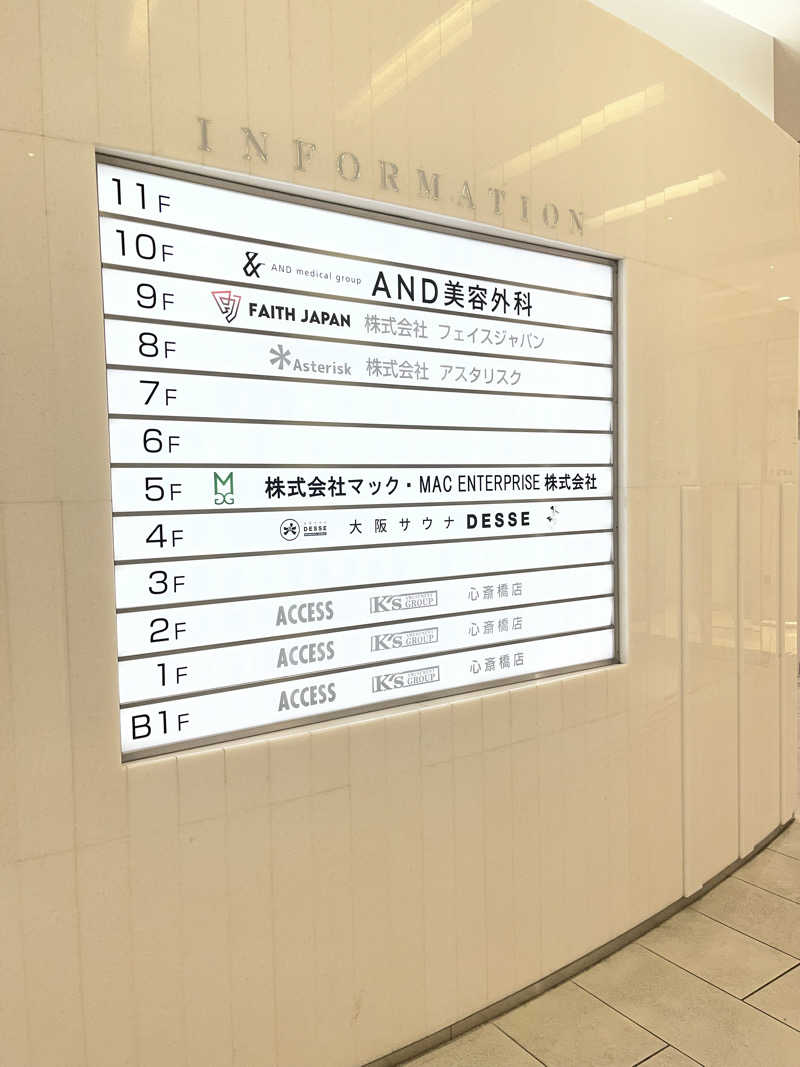 INFORMATION
11F
10F & AND medical group AND美容外科
9F FAITH JAPAN 株式会社 フェイスジャパン
8F Asterisk 株式会社 アスタリスク
7F
6F
5F 株式会社マック・MAC ENTERPRISE 株式会社
4F DESSE 大阪サウナ DESSE
3F
2F ACCESS K's AMUSEMENT GROUP 心斎橋店
1F ACCESS K's AMUSEMENT GROUP 心斎橋店
B1F ACCESS K's AMUSEMENT GROUP 心斎橋店